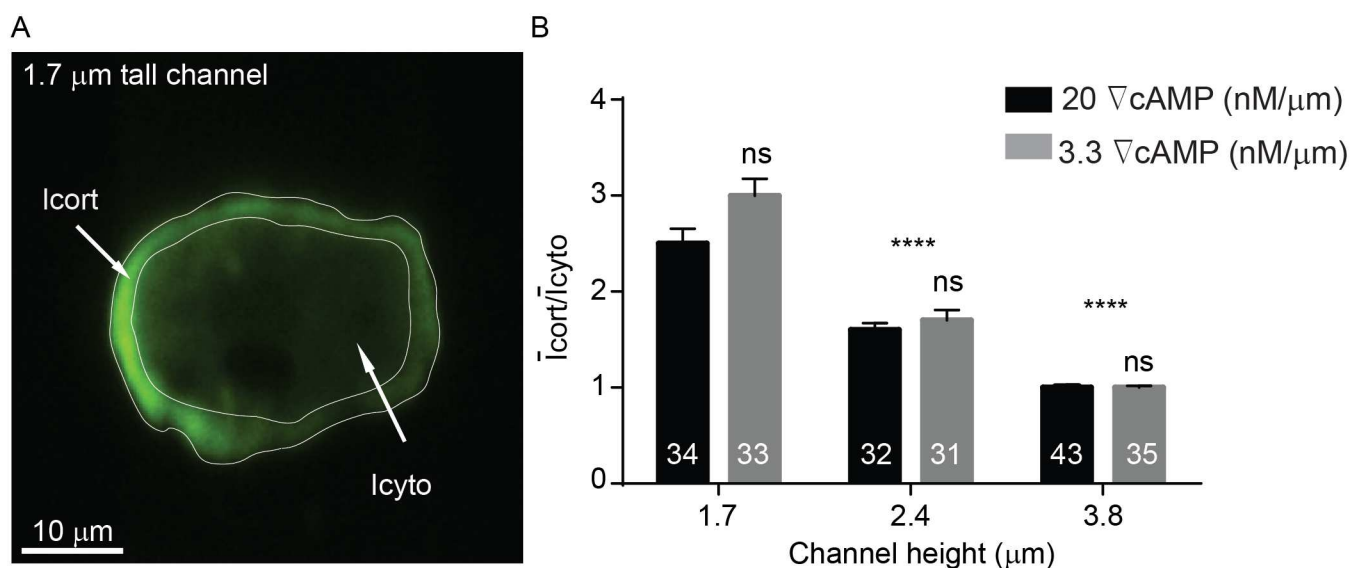 A
1.7 μm tall channel
Icort
Icyto
10 μm
B
20 ∇cAMP (nM/μm)
3.3 ∇cAMP (nM/μm)
4
3
2
1
0
I̅cort/I̅cyto
ns
**** ns
**** ns
34 33 32 31 43 35
1.7 2.4 3.8
Channel height (μm)